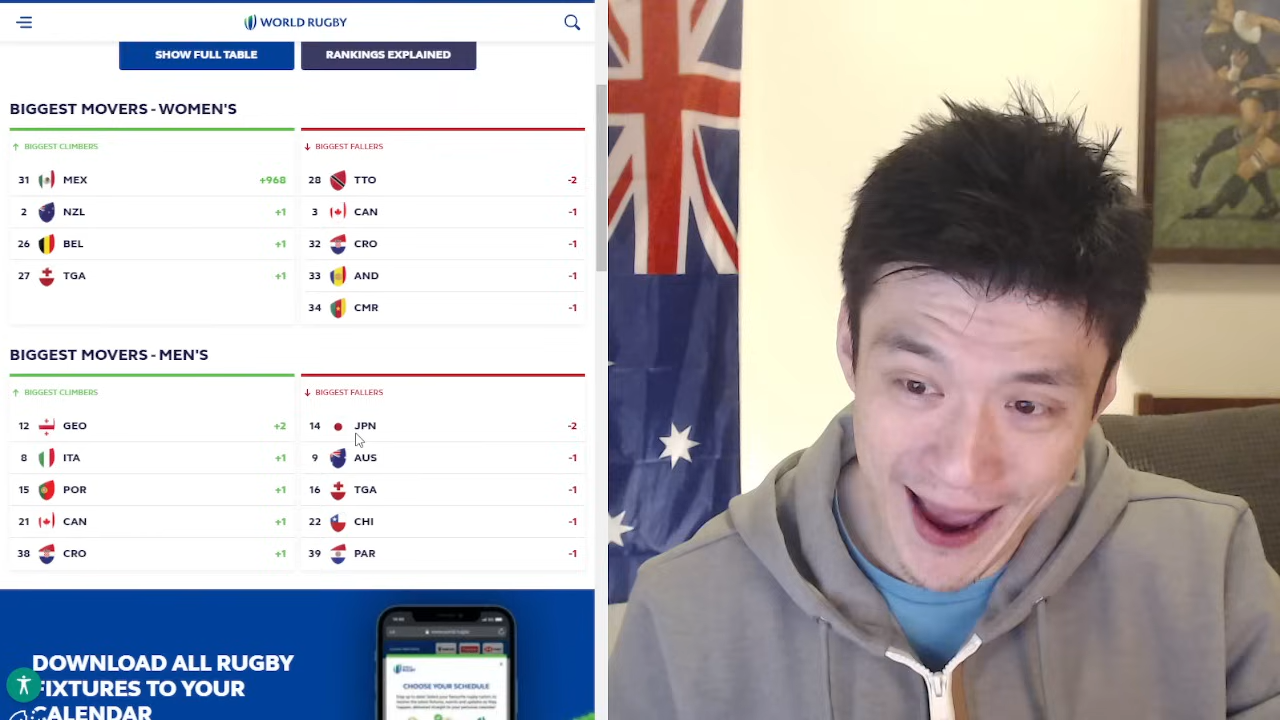 WORLD RUGBY
SHOW FULL TABLE
RANKINGS EXPLAINED
BIGGEST MOVERS - WOMEN'S
↑ BIGGEST CLIMBERS
31 MEX +968
2 NZL +1
26 BEL +1
27 TGA +1
↓ BIGGEST FALLERS
28 TTO -2
3 CAN -1
32 CRO -1
33 AND -1
34 CMR -1
BIGGEST MOVERS - MEN'S
↑ BIGGEST CLIMBERS
12 GEO +2
8 ITA +1
15 POR +1
21 CAN +1
38 CRO +1
↓ BIGGEST FALLERS
14 JPN -2
9 AUS -1
16 TGA -1
22 CHI -1
39 PAR -1
DOWNLOAD ALL RUGBY
FIXTURES TO YOUR
CALENDAR
CHOOSE YOUR SCHEDULE